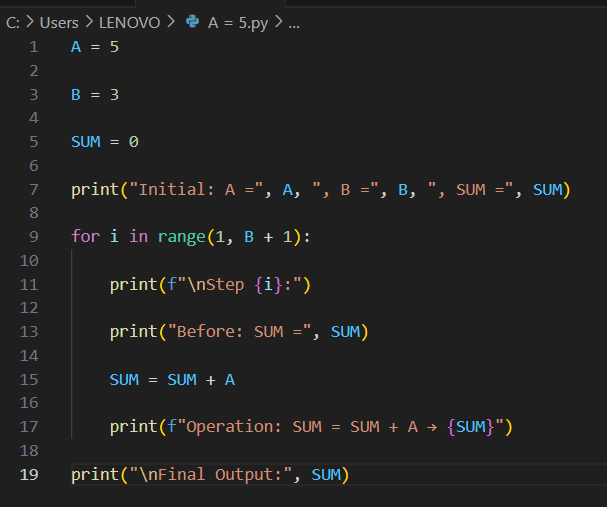 C: > Users > LENOVO > A = 5.py > ...
1 A = 5
2
3 B = 3
4
5 SUM = 0
6
7 print("Initial: A =", A, ", B =", B, ", SUM =", SUM)
8
9 for i in range(1, B + 1):
10
11     print(f"\nStep {i}:")
12
13     print("Before: SUM =", SUM)
14
15     SUM = SUM + A
16
17     print(f"Operation: SUM = SUM + A → {SUM}")
18
19 print("\nFinal Output:", SUM)